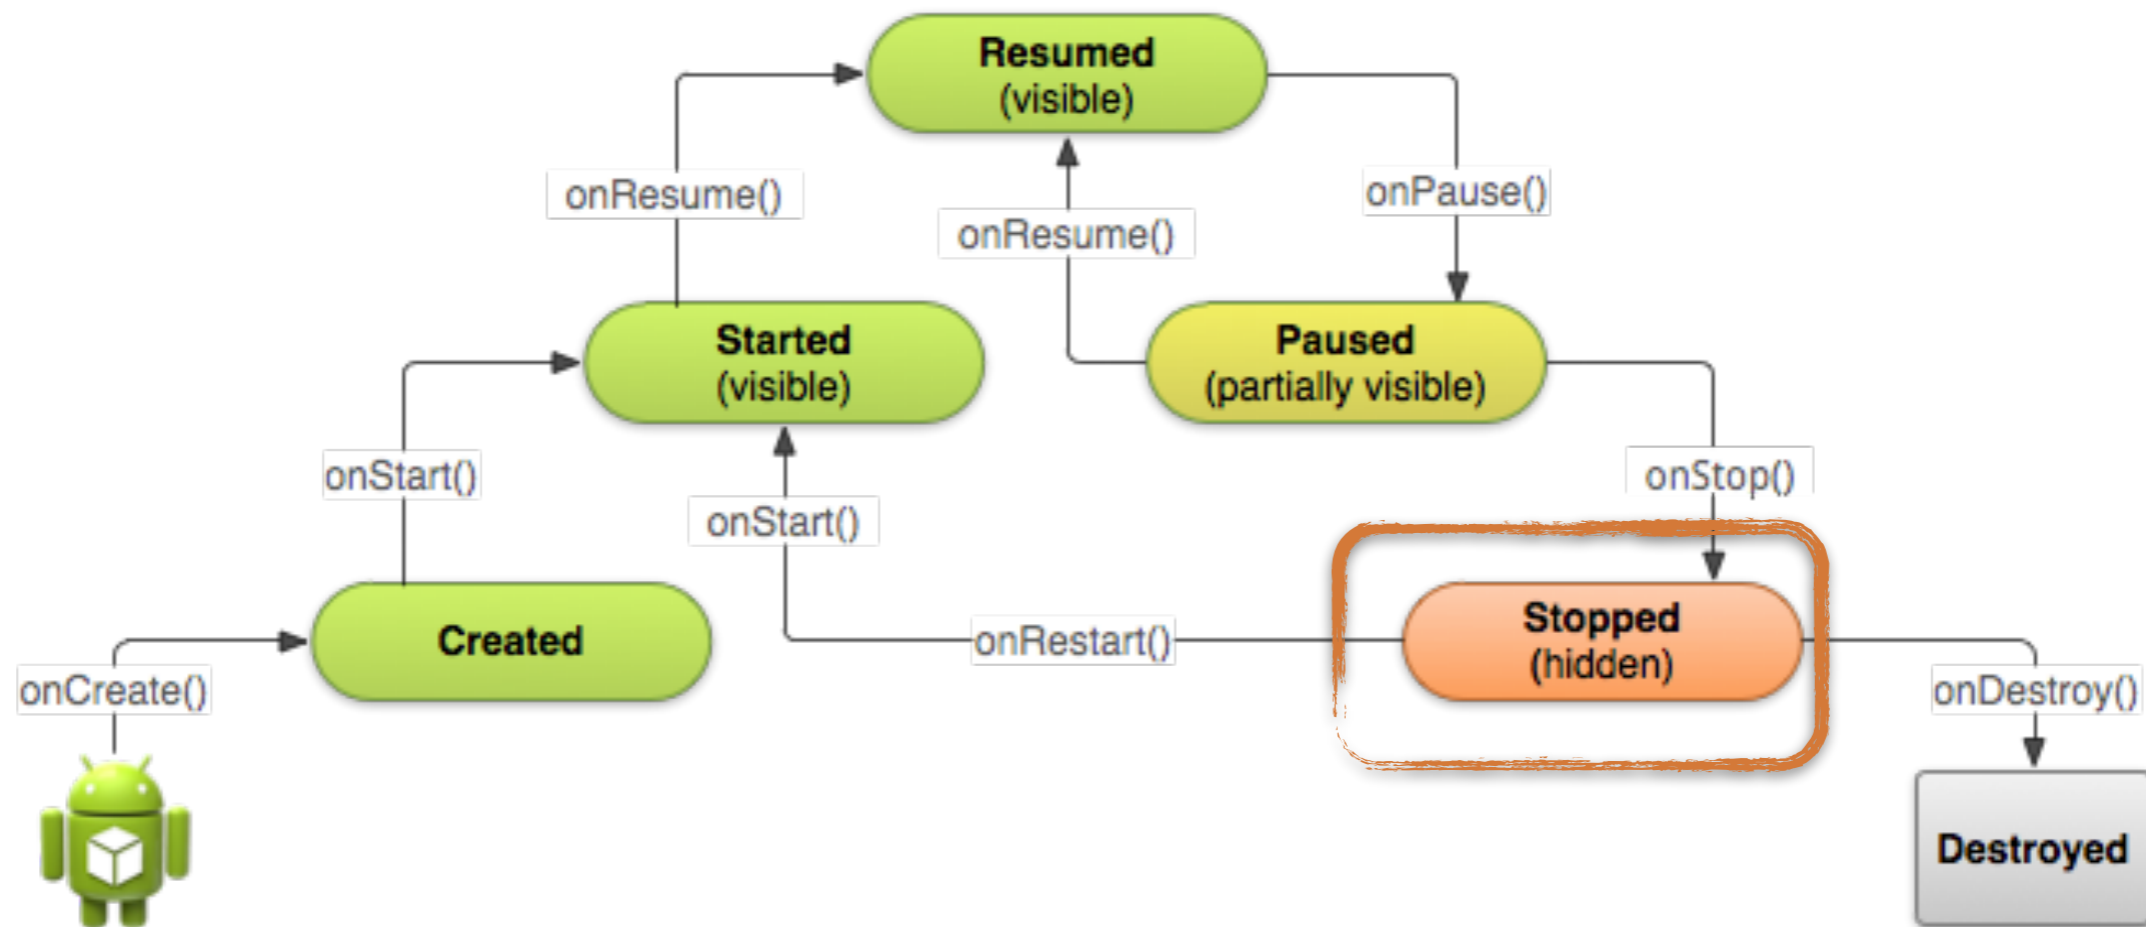 Resumed
(visible)
onResume()
onPause()
onResume()
Started
(visible)
Paused
(partially visible)
onStart()
onStop()
onStart()
Created
onRestart()
Stopped
(hidden)
onCreate()
onDestroy()
Destroyed